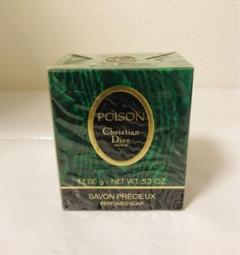 POISON
Christian
Dior
℮ 150 g - NET WT. 5.3 OZ.
SAVON PRÉCIEUX
PERFUMED SOAP